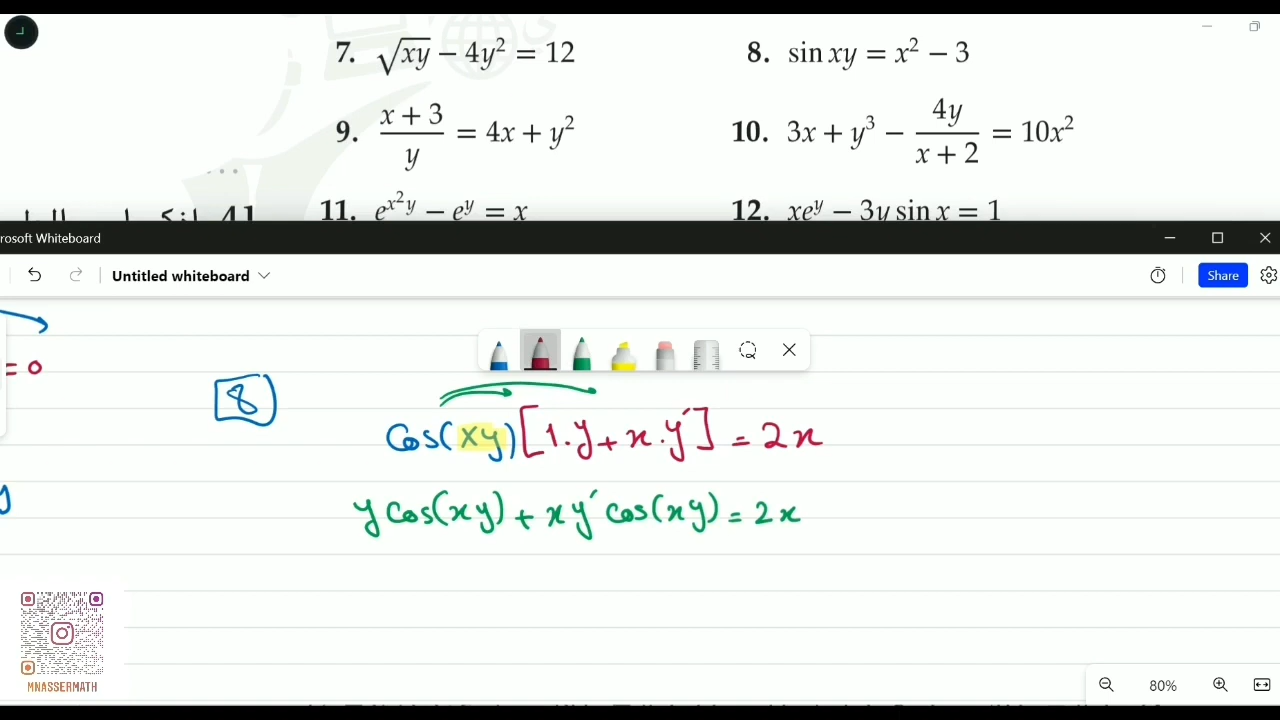 7. √xy − 4y² = 12
8. sin xy = x² − 3
9. x + 3 / y = 4x + y²
10. 3x + y³ − 4y / x + 2 = 10x²
11. e^{x²y} − e^y = x
12. xe^y − 3y sin x = 1
rosoft Whiteboard
Untitled whiteboard
Share
= 0
8
cos(xy)[1.y + x.y′] = 2x
y cos(xy) + xy′ cos(xy) = 2x
y
MNASSERMATH
80%